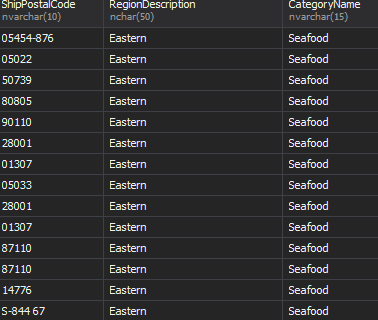 ShipPostalCode RegionDescription CategoryName
nvarchar(10) nchar(50) nvarchar(15)
05454-876 Eastern Seafood
05022 Eastern Seafood
50739 Eastern Seafood
80805 Eastern Seafood
90110 Eastern Seafood
28001 Eastern Seafood
01307 Eastern Seafood
05033 Eastern Seafood
28001 Eastern Seafood
01307 Eastern Seafood
87110 Eastern Seafood
87110 Eastern Seafood
14776 Eastern Seafood
S-844 67 Eastern Seafood